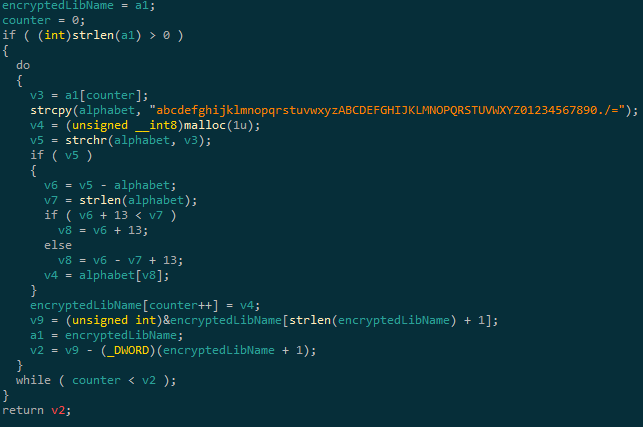 encryptedLibName = a1;
counter = 0;
if ( (int)strlen(a1) > 0 )
{
do
{
v3 = a1[counter];
strcpy(alphabet, "abcdefghijklmnopqrstuvwxyzABCDEFGHIJKLMNOPQRSTUVWXYZ01234567890./=");
v4 = (unsigned __int8)malloc(1u);
v5 = strchr(alphabet, v3);
if ( v5 )
{
v6 = v5 - alphabet;
v7 = strlen(alphabet);
if ( v6 + 13 < v7 )
v8 = v6 + 13;
else
v8 = v6 - v7 + 13;
v4 = alphabet[v8];
}
encryptedLibName[counter++] = v4;
v9 = (unsigned int)&encryptedLibName[strlen(encryptedLibName) + 1];
a1 = encryptedLibName;
v2 = v9 - (_DWORD)(encryptedLibName + 1);
}
while ( counter < v2 );
}
return v2;